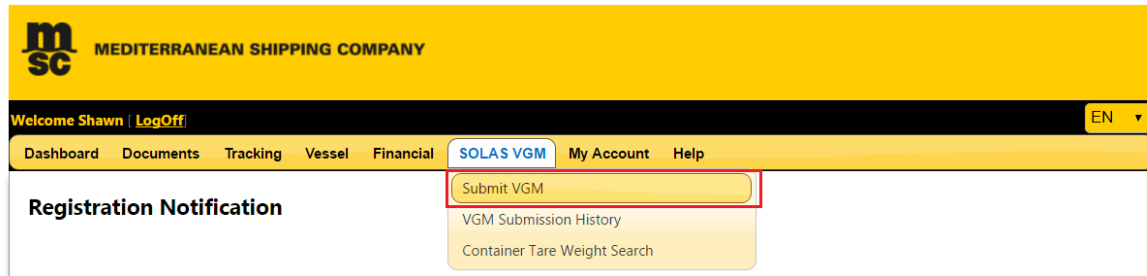 msc MEDITERRANEAN SHIPPING COMPANY
Welcome Shawn [ LogOff]
EN
Dashboard Documents Tracking Vessel Financial SOLAS VGM My Account Help
Submit VGM
Registration Notification
VGM Submission History
Container Tare Weight Search